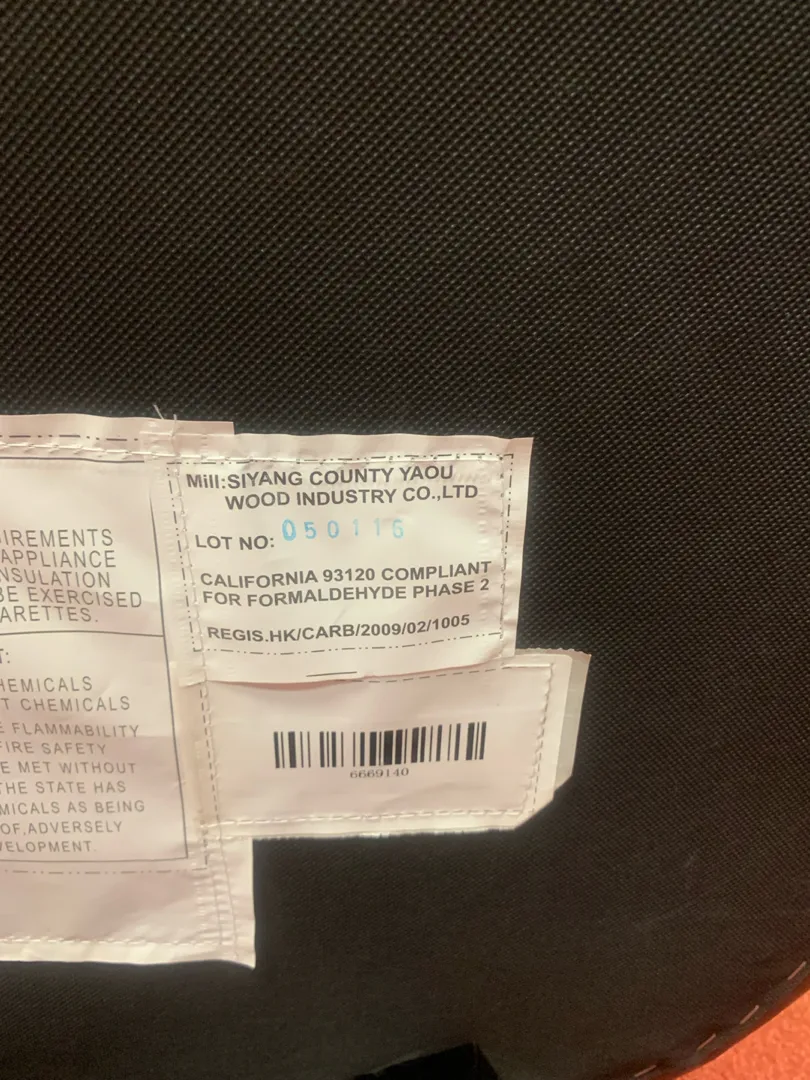 Mill:SIYANG COUNTY YAOU
WOOD INDUSTRY CO.,LTD
LOT NO: 050116
CALIFORNIA 93120 COMPLIANT
FOR FORMALDEHYDE PHASE 2
REGIS.HK/CARB/2009/02/1005
6669140
IREMENTS
APPLIANCE
NSULATION
BE EXERCISED
ARETTES.
T:
HEMICALS
T CHEMICALS
E FLAMMABILITY
FIRE SAFETY
E MET WITHOUT
THE STATE HAS
MICALS AS BEING
OF,ADVERSELY
VELOPMENT.